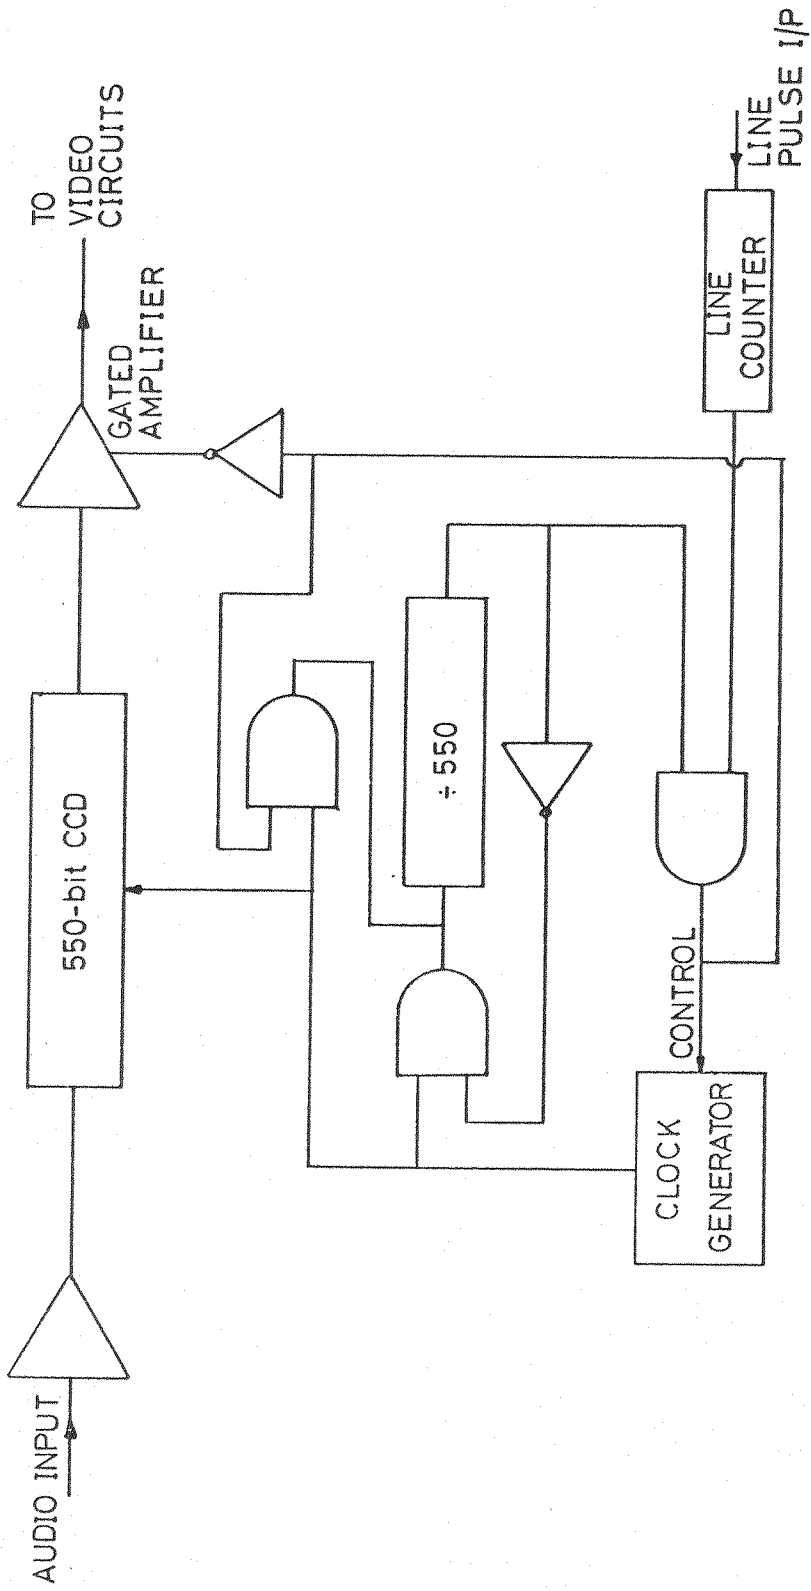 AUDIO INPUT
550-bit CCD
GATED
AMPLIFIER
TO
VIDEO
CIRCUITS
÷ 550
CLOCK
GENERATOR
CONTROL
LINE
COUNTER
LINE
PULSE I/P